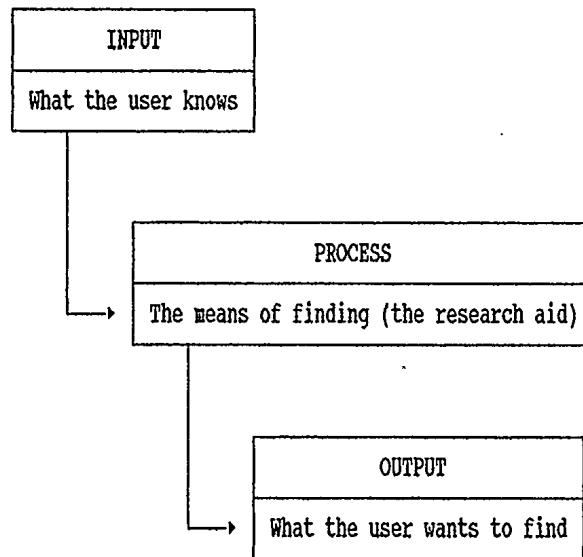 INPUT
What the user knows
PROCESS
The means of finding (the research aid)
OUTPUT
What the user wants to find